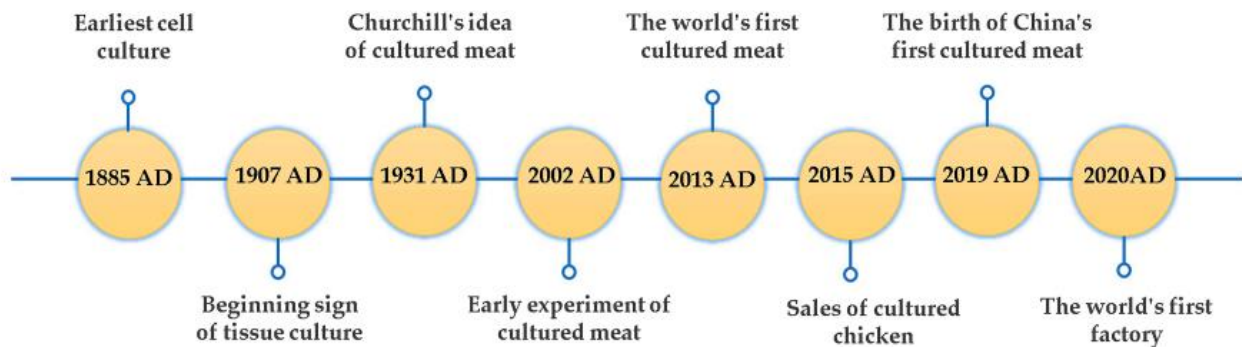 Earliest cell
culture
Churchill's idea
of cultured meat
The world's first
cultured meat
The birth of China's
first cultured meat
1885 AD
1907 AD
1931 AD
2002 AD
2013 AD
2015 AD
2019 AD
2020AD
Beginning sign
of tissue culture
Early experiment of
cultured meat
Sales of cultured
chicken
The world's first
factory